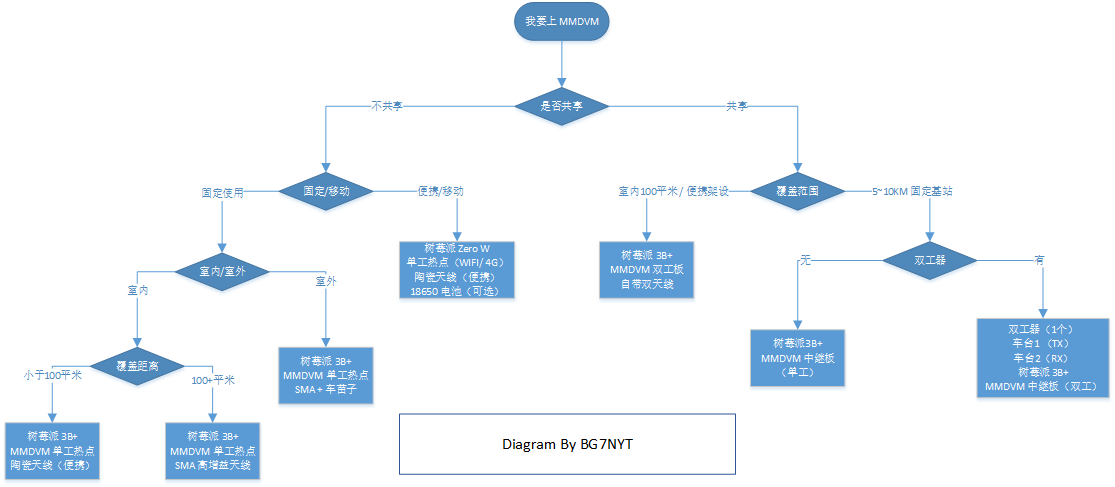 我要上 MMDVM
是否共享
不共享
共享
固定/移动
固定使用
便携/移动
覆盖范围
室内100平米 / 便携架设
5~10KM 固定基站
树莓派 Zero W
单工热点（WIFI/ 4G）
陶瓷天线（便携）
18650 电池（可选）
树莓派 3B+
MMDVM 双工板
自带双天线
双工器
无
有
室内/室外
室内
室外
树莓派 3B+
MMDVM 单工热点
SMA + 车苗子
树莓派3B+
MMDVM 中继板
（单工）
双工器（1个）
车台1 （TX）
车台2（RX）
树莓派 3B+
MMDVM 中继板（双工）
覆盖距离
小于100平米
100+平米
树莓派 3B+
MMDVM 单工热点
陶瓷天线（便携）
树莓派 3B+
MMDVM 单工热点
SMA 高增益天线
Diagram By BG7NYT